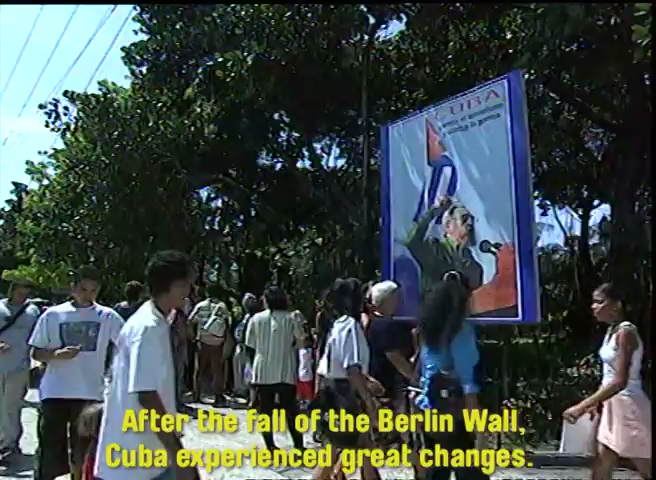 CUBA
After the fall of the Berlin Wall,
Cuba experienced great changes.